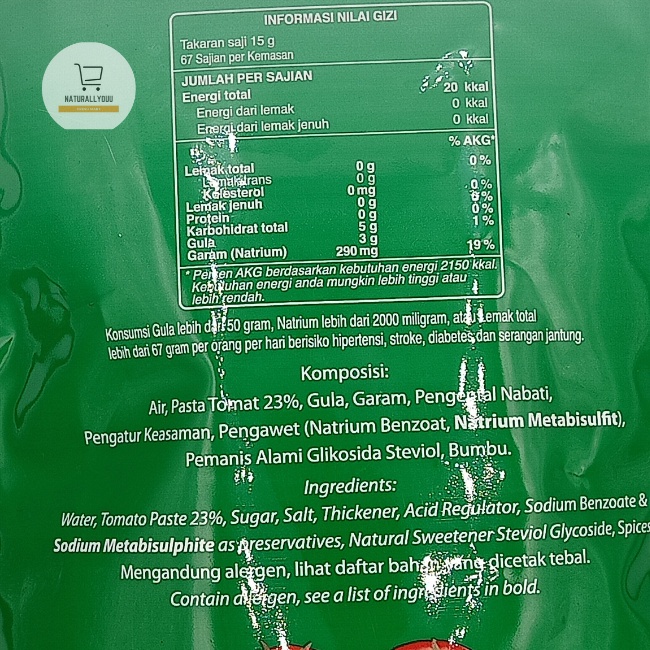 NATURALLYOUU
INFORMASI NILAI GIZI
Takaran saji 15 g
67 Sajian per Kemasan
JUMLAH PER SAJIAN
Energi total 20 kkal
Energi dari lemak 0 kkal
Energi dari lemak jenuh 0 kkal
% AKG*
Lemak total 0 g 0 %
Lemak trans 0 g
Kolesterol 0 mg 0 %
Lemak jenuh 0 g 0 %
Protein 0 g 0 %
Karbohidrat total 5 g 1 %
Gula 3 g
Garam (Natrium) 290 mg 19 %
* Persen AKG berdasarkan kebutuhan energi 2150 kkal.
Kebutuhan energi anda mungkin lebih tinggi atau
lebih rendah.
Konsumsi Gula lebih dari 50 gram, Natrium lebih dari 2000 miligram, atau Lemak total
lebih dari 67 gram per orang per hari berisiko hipertensi, stroke, diabetes dan serangan jantung.
Komposisi:
Air, Pasta Tomat 23%, Gula, Garam, Pengental Nabati,
Pengatur Keasaman, Pengawet (Natrium Benzoat, Natrium Metabisulfit),
Pemanis Alami Glikosida Steviol, Bumbu.
Ingredients:
Water, Tomato Paste 23%, Sugar, Salt, Thickener, Acid Regulator, Sodium Benzoate &
Sodium Metabisulphite as preservatives, Natural Sweetener Steviol Glycoside, Spices
Mengandung alergen, lihat daftar bahan yang dicetak tebal.
Contain allergen, see a list of ingredients in bold.